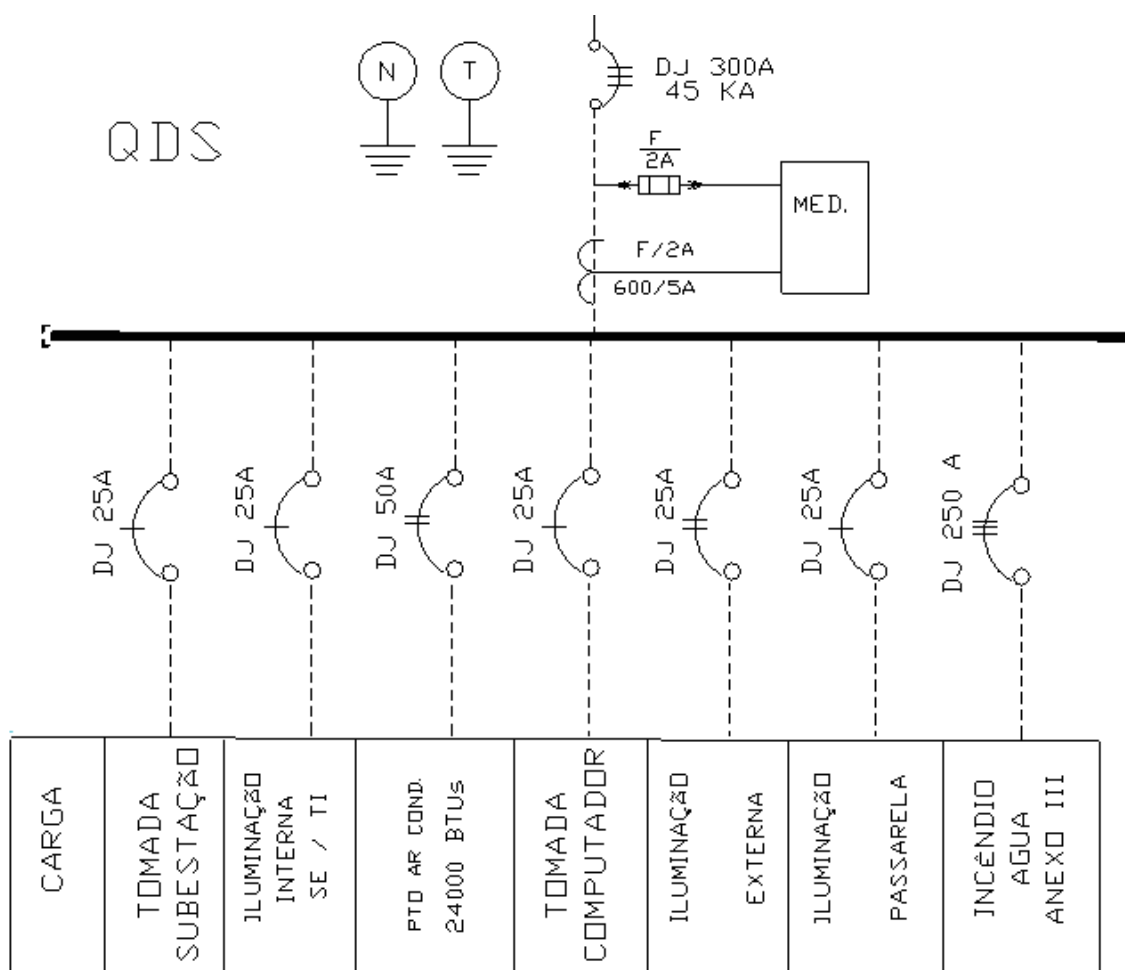 N
T
DJ 300A
45 KA
QDS
F
2A
MED.
F/2A
600/5A
DJ 25A
DJ 25A
DJ 50A
DJ 25A
DJ 25A
DJ 25A
DJ 250 A
CARGA
TOMADA
SUBESTAÇÃO
ILUMINAÇÃO
INTERNA
SE / TI
PTO AR COND.
24000 BTUs
TOMADA
COMPUTADOR
ILUMINAÇÃO
EXTERNA
ILUMINAÇÃO
PASSARELA
INCÊNDIO
AGUA
ANEXO III